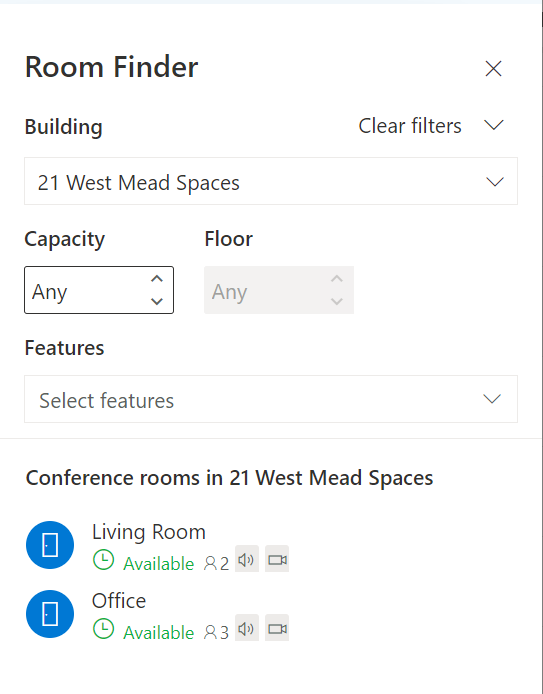 Room Finder
Building
Clear filters
21 West Mead Spaces
Capacity
Floor
Any
Any
Features
Select features
Conference rooms in 21 West Mead Spaces
Living Room
Available 2
Office
Available 3